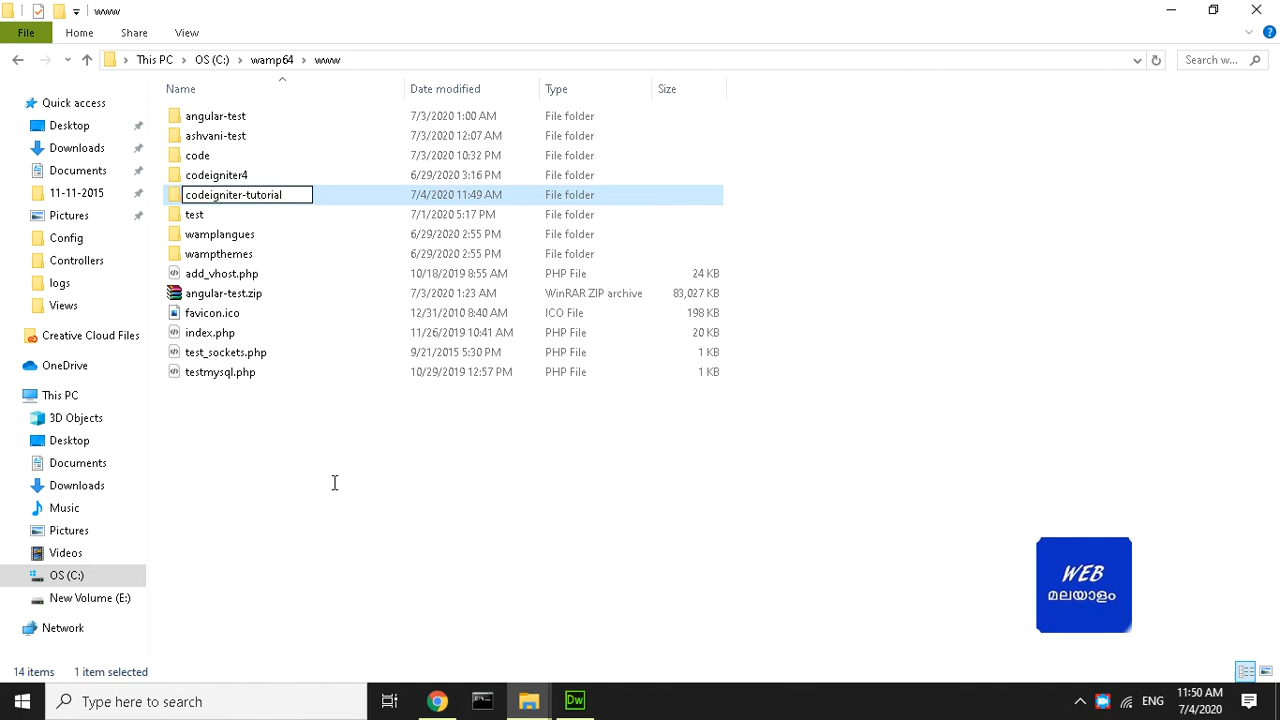 www
File Home Share View
This PC OS (C:) wamp64 www Search w...
Name Date modified Type Size
Quick access
Desktop
Downloads
Documents
11-11-2015
Pictures
Config
Controllers
logs
Views
Creative Cloud Files
OneDrive
This PC
3D Objects
Desktop
Documents
Downloads
Music
Pictures
Videos
OS (C:)
New Volume (E:)
Network
angular-test 7/3/2020 1:00 AM File folder
ashvani-test 7/3/2020 12:07 AM File folder
code 7/3/2020 10:32 PM File folder
codeigniter4 6/29/2020 3:16 PM File folder
codeigniter-tutorial 7/4/2020 11:49 AM File folder
test 7/1/2020 5:17 PM File folder
wamplangues 6/29/2020 2:55 PM File folder
wampthemes 6/29/2020 2:55 PM File folder
add_vhost.php 10/18/2019 8:55 AM PHP File 24 KB
angular-test.zip 7/3/2020 1:23 AM WinRAR ZIP archive 83,027 KB
favicon.ico 12/31/2010 8:40 AM ICO File 198 KB
index.php 11/26/2019 10:41 AM PHP File 20 KB
test_sockets.php 9/21/2015 5:30 PM PHP File 1 KB
testmysql.php 10/29/2019 12:57 PM PHP File 1 KB
WEB
മലയാളം
14 items 1 item selected
Type here to search Dw ENG 11:50 AM
7/4/2020